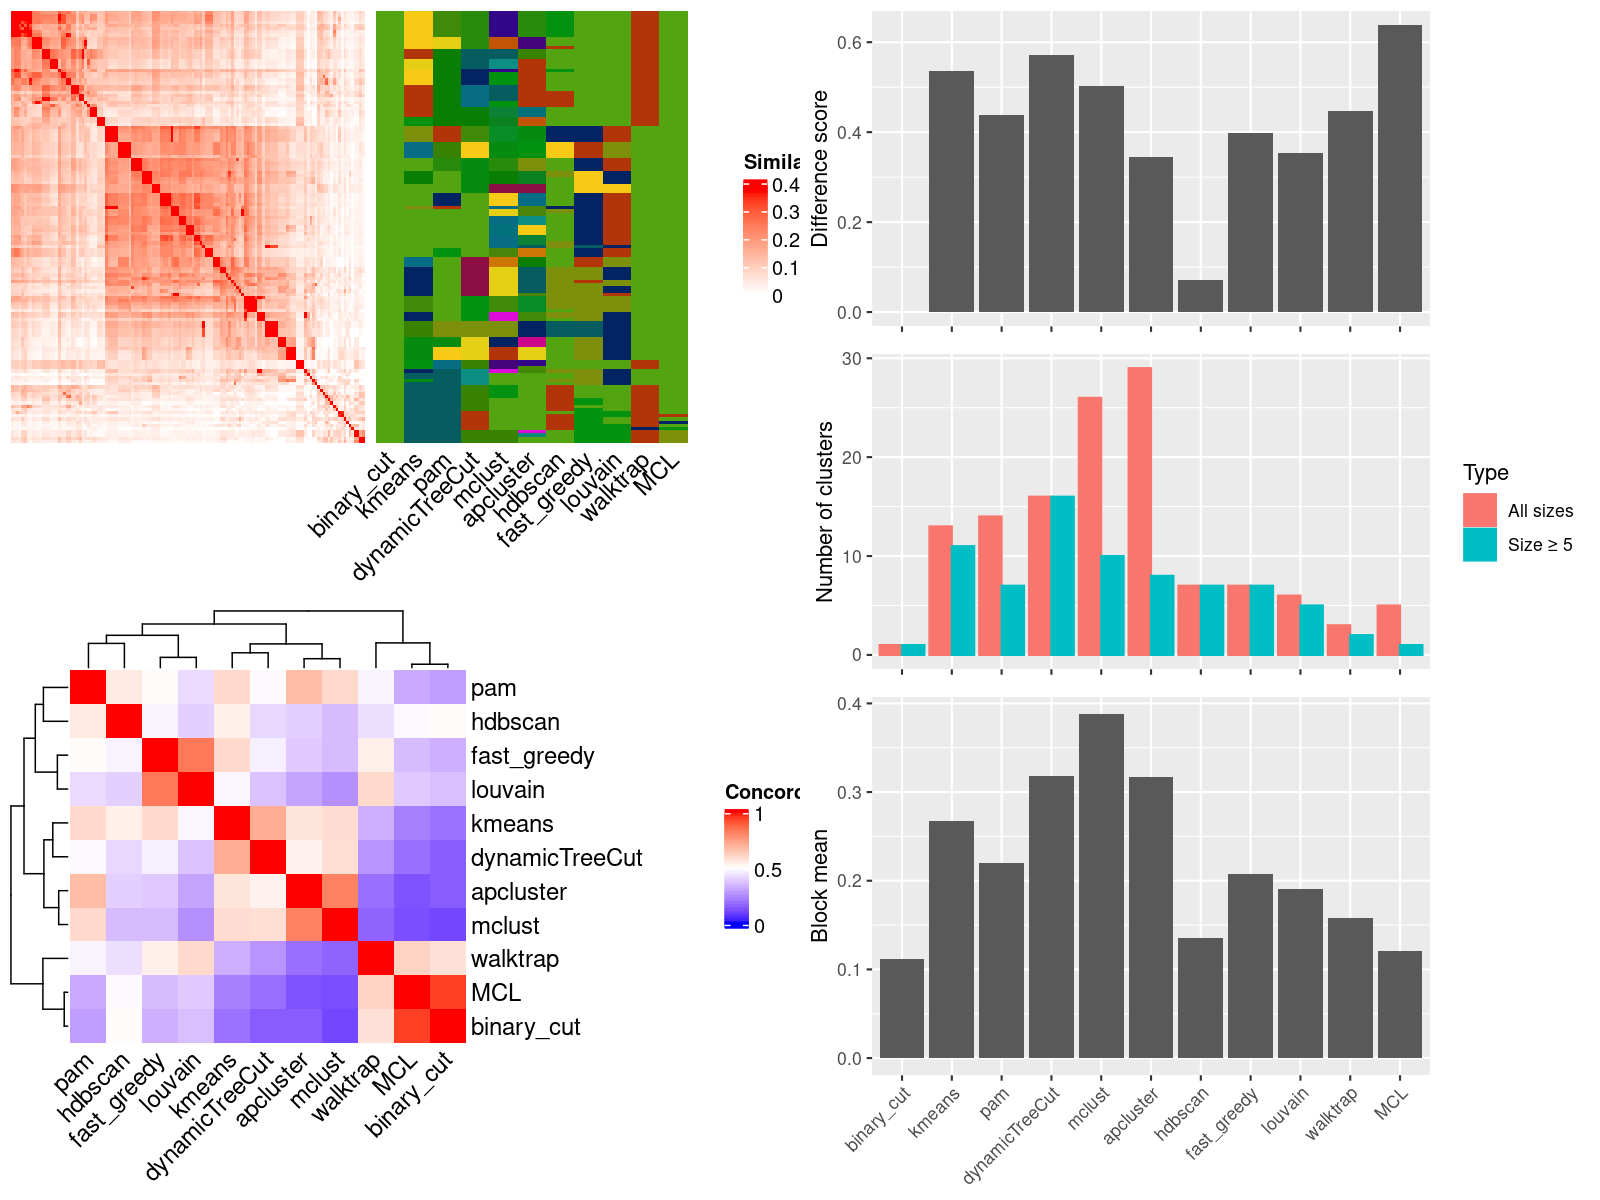 Simila
0.4
0.3
0.2
0.1
0
binary_cut
kmeans
pam
dynamicTreeCut
mclust
apcluster
hdbscan
fast_greedy
louvain
walktrap
MCL
Difference score
0.6
0.4
0.2
0.0
Number of clusters
30
20
10
0
Type
All sizes
Size ≥ 5
pam
hdbscan
fast_greedy
louvain
kmeans
dynamicTreeCut
apcluster
mclust
walktrap
MCL
binary_cut
pam
hdbscan
fast_greedy
louvain
kmeans
dynamicTreeCut
apcluster
mclust
walktrap
MCL
binary_cut
Concord
1
0.5
0
Block mean
0.4
0.3
0.2
0.1
0.0
binary_cut
kmeans
pam
dynamicTreeCut
mclust
apcluster
hdbscan
fast_greedy
louvain
walktrap
MCL